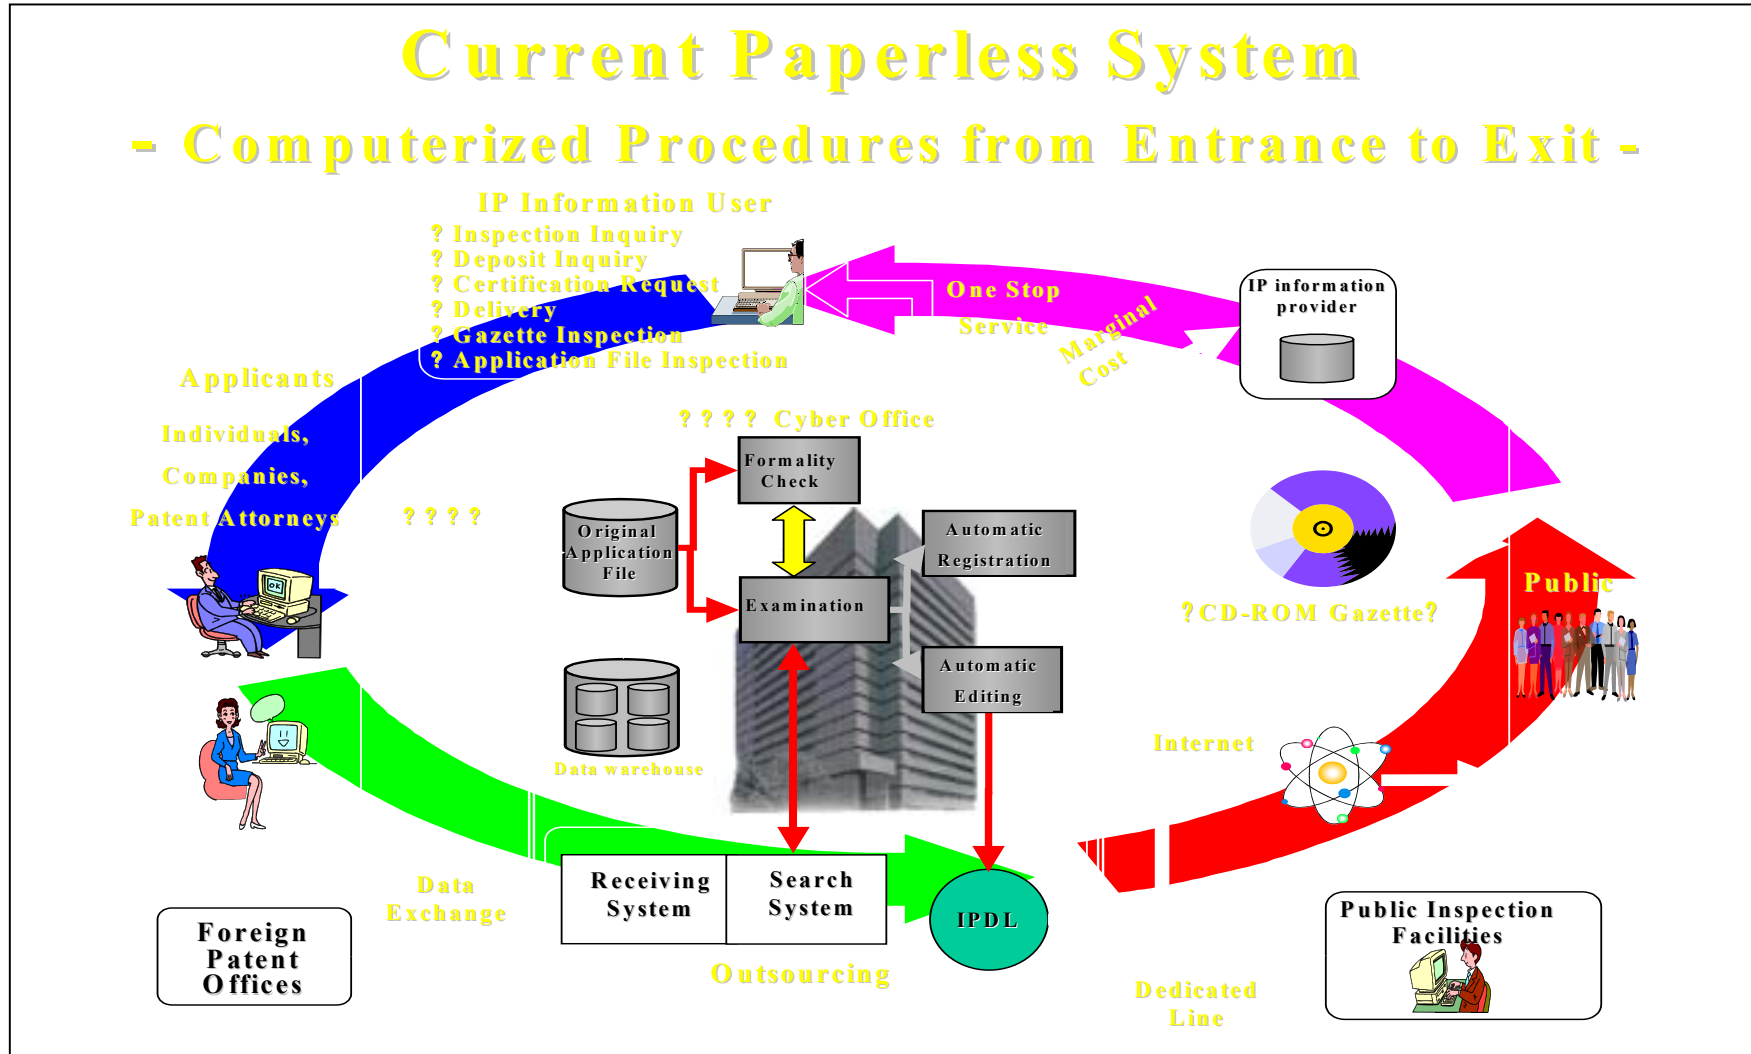 Current Paperless System
- Computerized Procedures from Entrance to Exit -
IP Information User
? Inspection Inquiry
? Deposit Inquiry
? Certification Request
? Delivery
? Gazette Inspection
? Application File Inspection
One Stop
Service
Marginal
Cost
IP information
provider
Applicants
Individuals,
Companies,
Patent Attorneys
? ? ? ?
? ? ? ? Cyber Office
Formality
Check
Original
Application
File
Examination
Automatic
Registration
Automatic
Editing
Data warehouse
OK
?CD-ROM Gazette?
Public
Internet
Data
Exchange
Receiving
System
Search
System
IPDL
Outsourcing
Foreign
Patent
Offices
Public Inspection
Facilities
Dedicated
Line